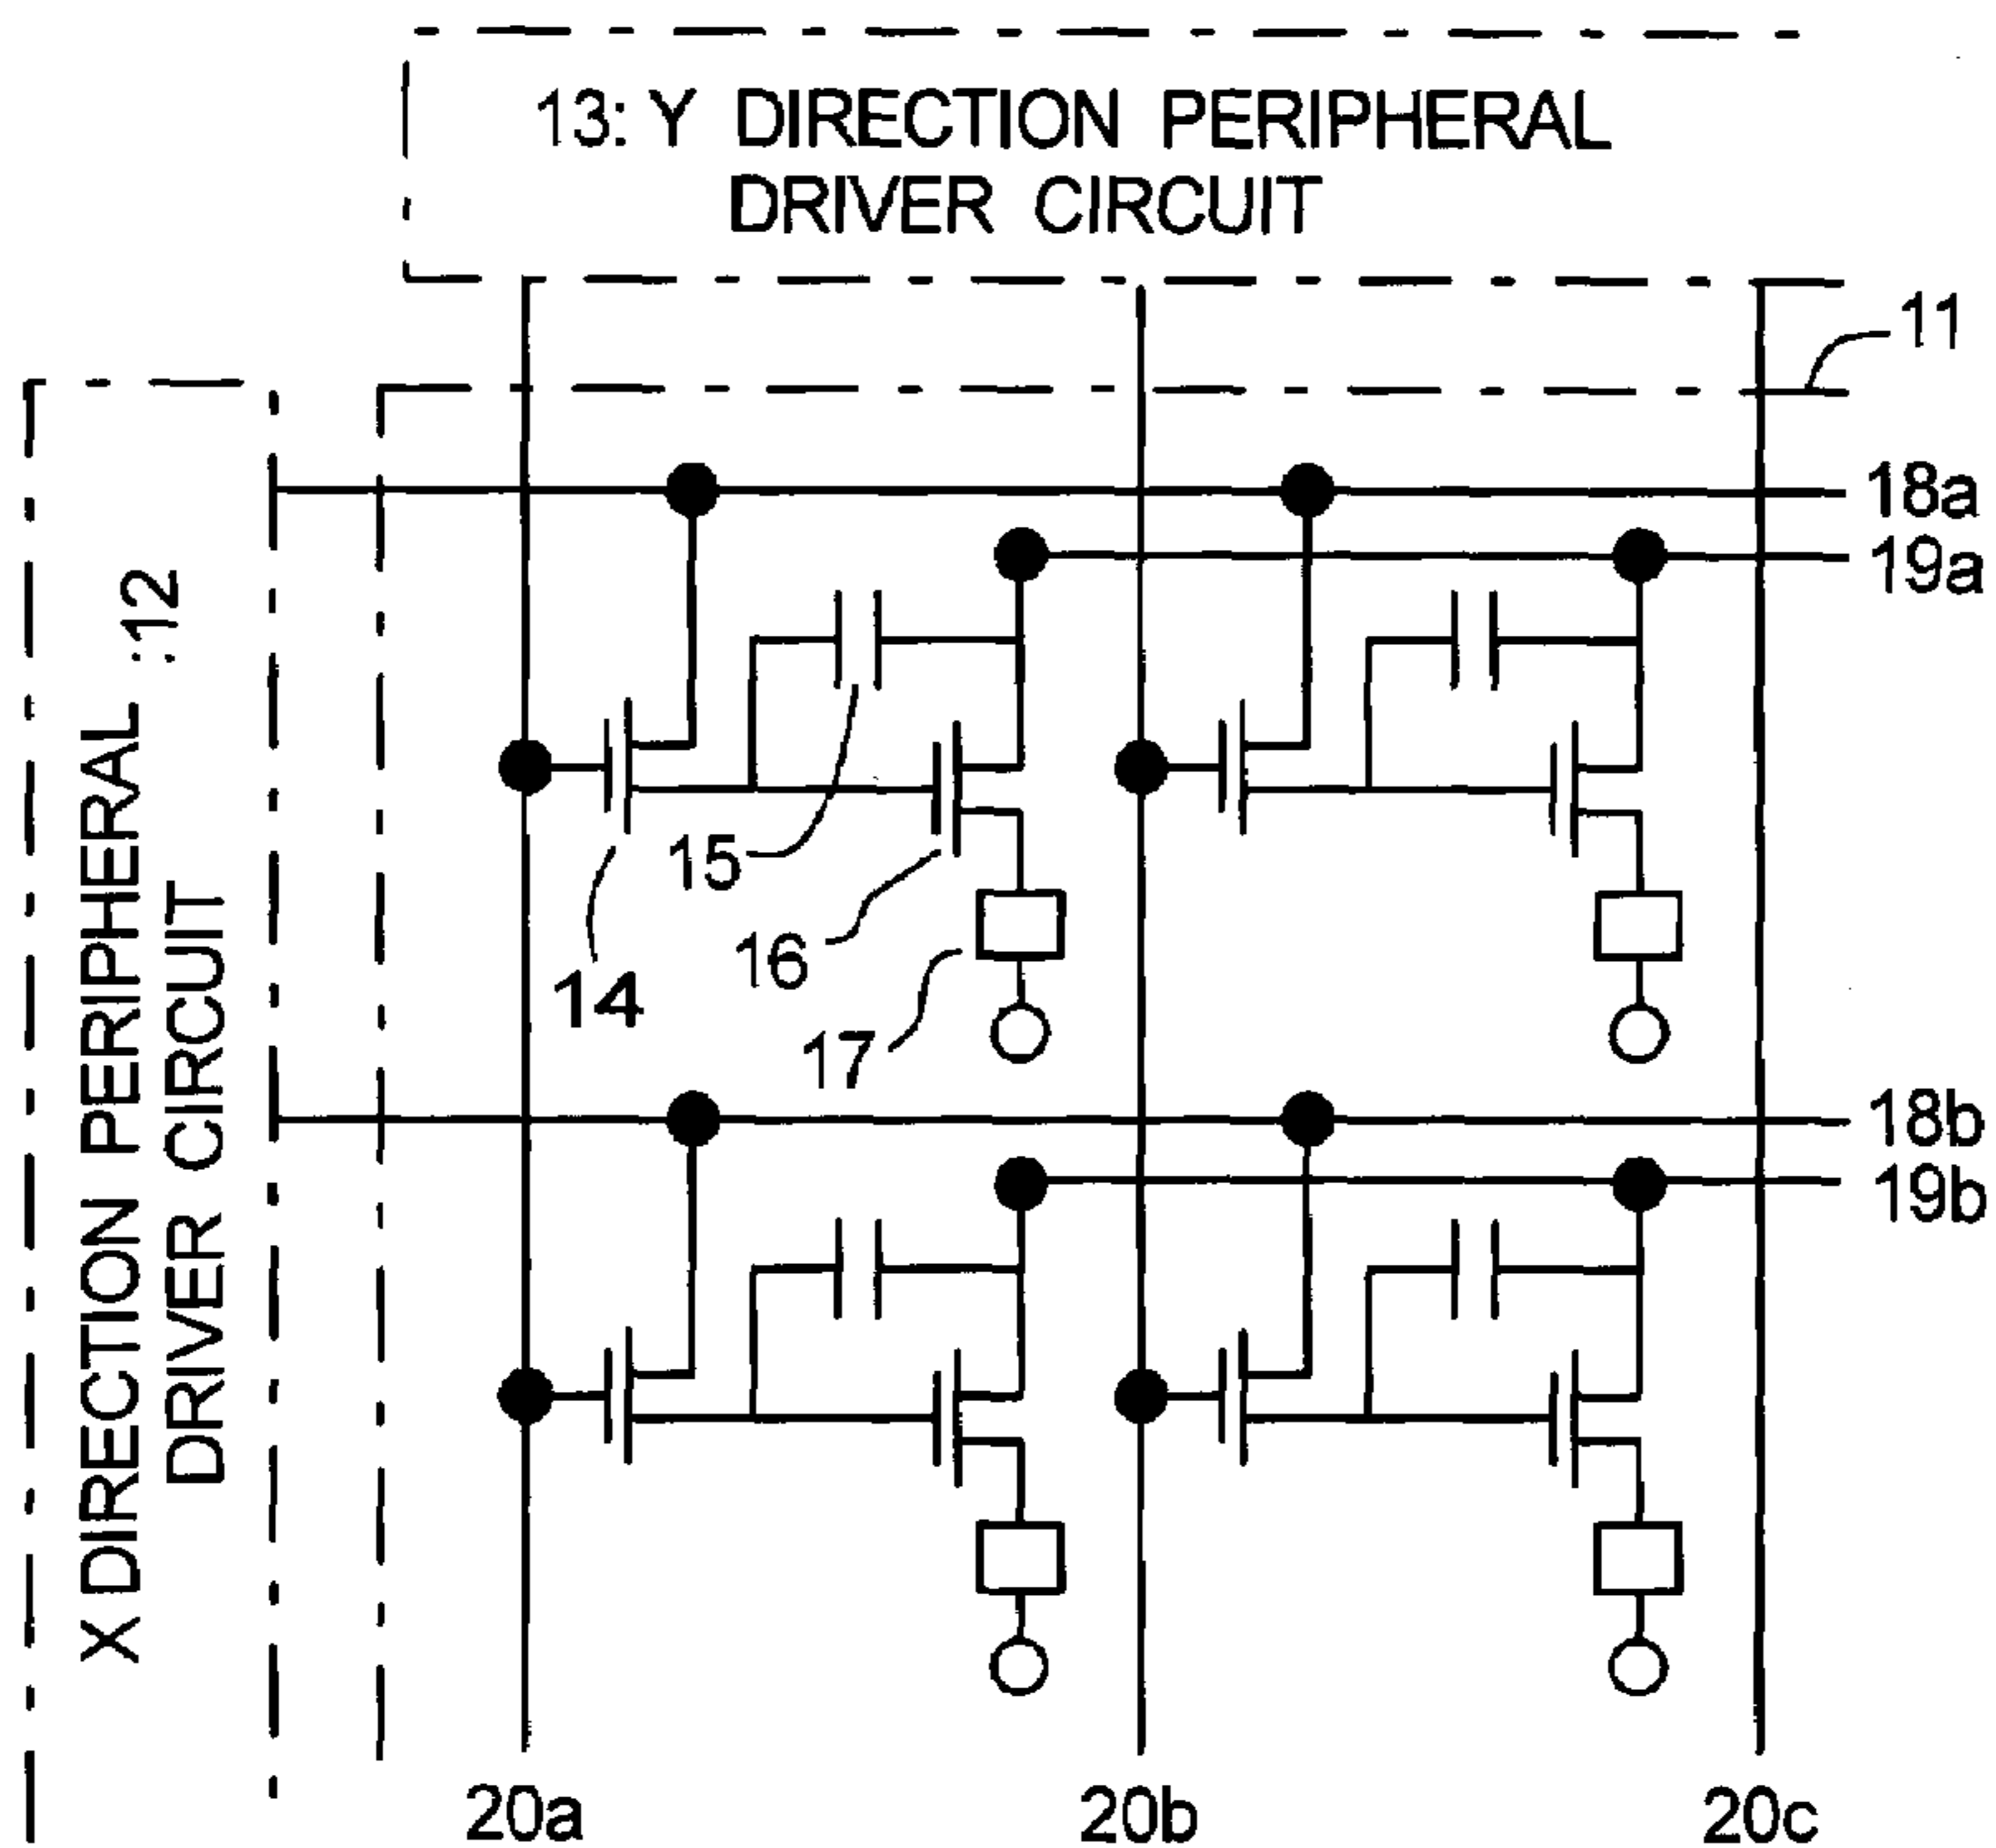 13: Y DIRECTION PERIPHERAL
DRIVER CIRCUIT
11
X DIRECTION PERIPHERAL :12
DRIVER CIRCUIT
18a
19a
15
16
14
17
18b
19b
20a
20b
20c